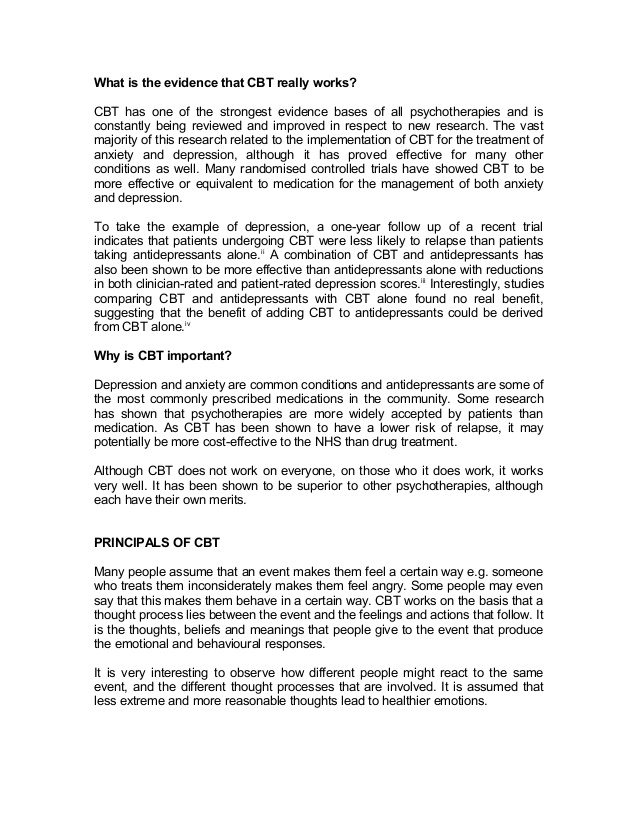 What is the evidence that CBT really works?
CBT has one of the strongest evidence bases of all psychotherapies and is
constantly being reviewed and improved in respect to new research. The vast
majority of this research related to the implementation of CBT for the treatment of
anxiety and depression, although it has proved effective for many other
conditions as well. Many randomised controlled trials have showed CBT to be
more effective or equivalent to medication for the management of both anxiety
and depression.
To take the example of depression, a one-year follow up of a recent trial
indicates that patients undergoing CBT were less likely to relapse than patients
taking antidepressants alone.ii A combination of CBT and antidepressants has
also been shown to be more effective than antidepressants alone with reductions
in both clinician-rated and patient-rated depression scores.iii Interestingly, studies
comparing CBT and antidepressants with CBT alone found no real benefit,
suggesting that the benefit of adding CBT to antidepressants could be derived
from CBT alone.iv
Why is CBT important?
Depression and anxiety are common conditions and antidepressants are some of
the most commonly prescribed medications in the community. Some research
has shown that psychotherapies are more widely accepted by patients than
medication. As CBT has been shown to have a lower risk of relapse, it may
potentially be more cost-effective to the NHS than drug treatment.
Although CBT does not work on everyone, on those who it does work, it works
very well. It has been shown to be superior to other psychotherapies, although
each have their own merits.
PRINCIPALS OF CBT
Many people assume that an event makes them feel a certain way e.g. someone
who treats them inconsiderately makes them feel angry. Some people may even
say that this makes them behave in a certain way. CBT works on the basis that a
thought process lies between the event and the feelings and actions that follow. It
is the thoughts, beliefs and meanings that people give to the event that produce
the emotional and behavioural responses.
It is very interesting to observe how different people might react to the same
event, and the different thought processes that are involved. It is assumed that
less extreme and more reasonable thoughts lead to healthier emotions.